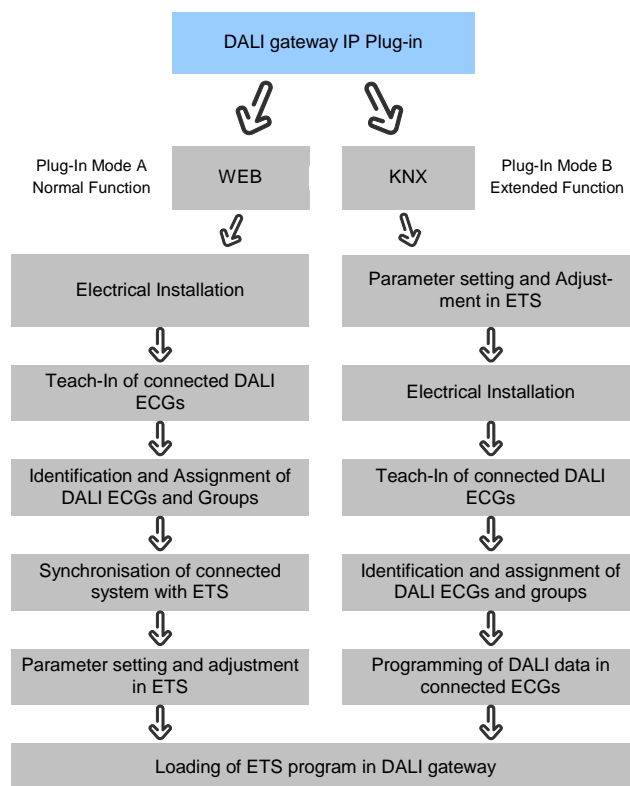 DALI gateway IP Plug-in
Plug-In Mode A
Normal Function
WEB
KNX
Plug-In Mode B
Extended Function
Electrical Installation
Teach-In of connected DALI
ECGs
Identification and Assignment of
DALI ECGs and Groups
Synchronisation of connected
system with ETS
Parameter setting and adjustment
in ETS
Parameter setting and Adjust-
ment in ETS
Electrical Installation
Teach-In of connected DALI
ECGs
Identification and assignment of
DALI ECGs and groups
Programming of DALI data in
connected ECGs
Loading of ETS program in DALI gateway